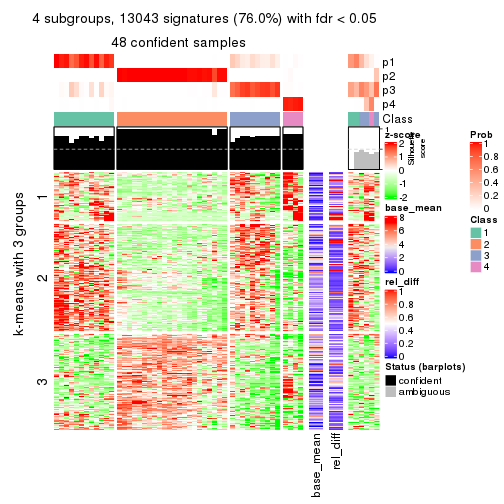 4 subgroups, 13043 signatures (76.0%) with fdr < 0.05
48 confident samples
p1
p2
p3
p4
Class
1
Silhouette score
k-means with 3 groups
1
2
3
base_mean
rel_diff
z-score
2
1
0
-1
-2
base_mean
8
6
4
2
0
rel_diff
1
0.8
0.6
0.4
0.2
0
Status (barplots)
confident
ambiguous
Prob
1
0.8
0.6
0.4
0.2
0
Class
1
2
3
4